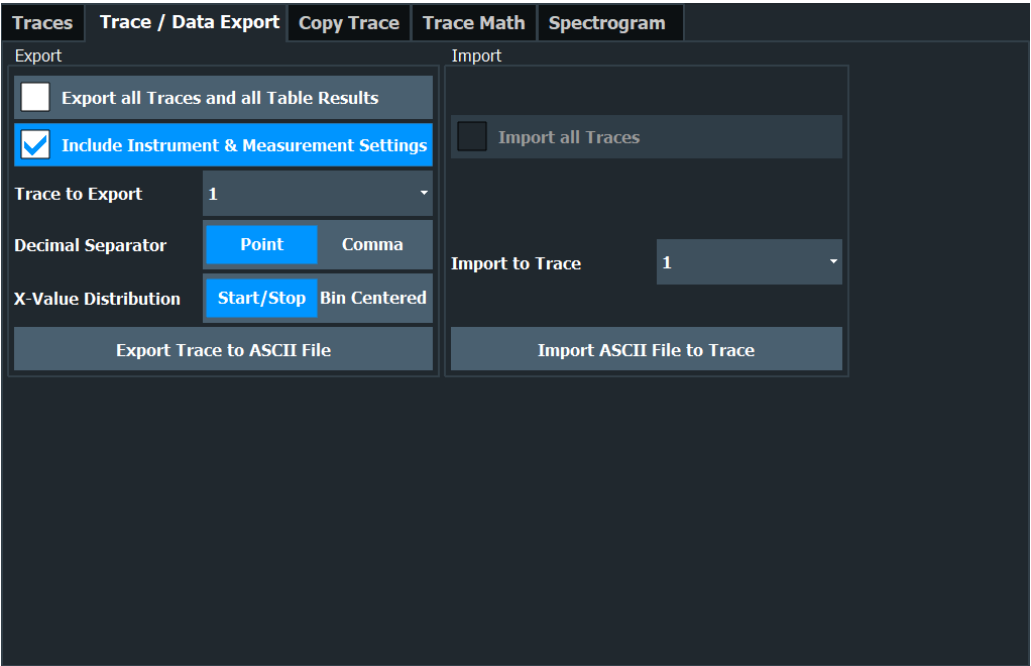 Traces Trace / Data Export Copy Trace Trace Math Spectrogram
Export
Export all Traces and all Table Results
Include Instrument & Measurement Settings
Trace to Export 1
Decimal Separator Point Comma
X-Value Distribution Start/Stop Bin Centered
Export Trace to ASCII File
Import
Import all Traces
Import to Trace 1
Import ASCII File to Trace